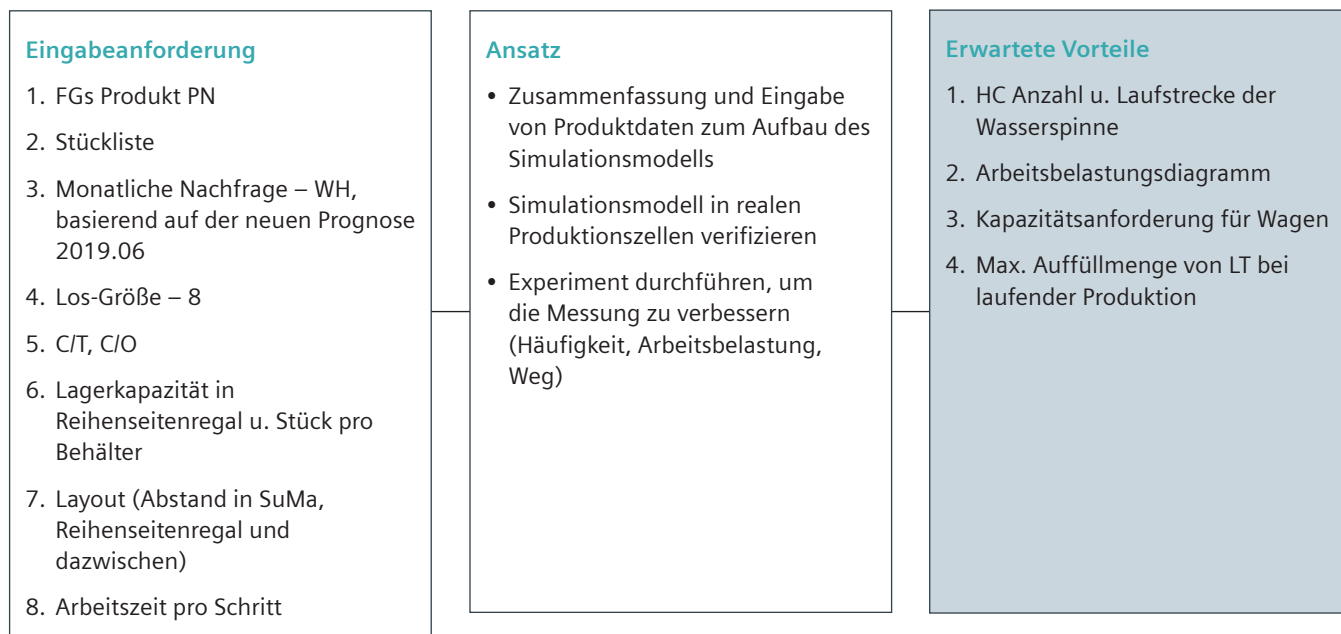 Eingabeanforderung
1. FGs Produkt PN
2. Stückliste
3. Monatliche Nachfrage – WH,
basierend auf der neuen Prognose
2019.06
4. Los-Größe – 8
5. C/T, C/O
6. Lagerkapazität in
Reihenseitenregal u. Stück pro
Behälter
7. Layout (Abstand in SuMa,
Reihenseitenregal und
dazwischen)
8. Arbeitszeit pro Schritt
Ansatz
• Zusammenfassung und Eingabe
von Produktdaten zum Aufbau des
Simulationsmodells
• Simulationsmodell in realen
Produktionszellen verifizieren
• Experiment durchführen, um
die Messung zu verbessern
(Häufigkeit, Arbeitsbelastung,
Weg)
Erwartete Vorteile
1. HC Anzahl u. Laufstrecke der
Wasserspinne
2. Arbeitsbelastungsdiagramm
3. Kapazitätsanforderung für Wagen
4. Max. Auffüllmenge von LT bei
laufender Produktion